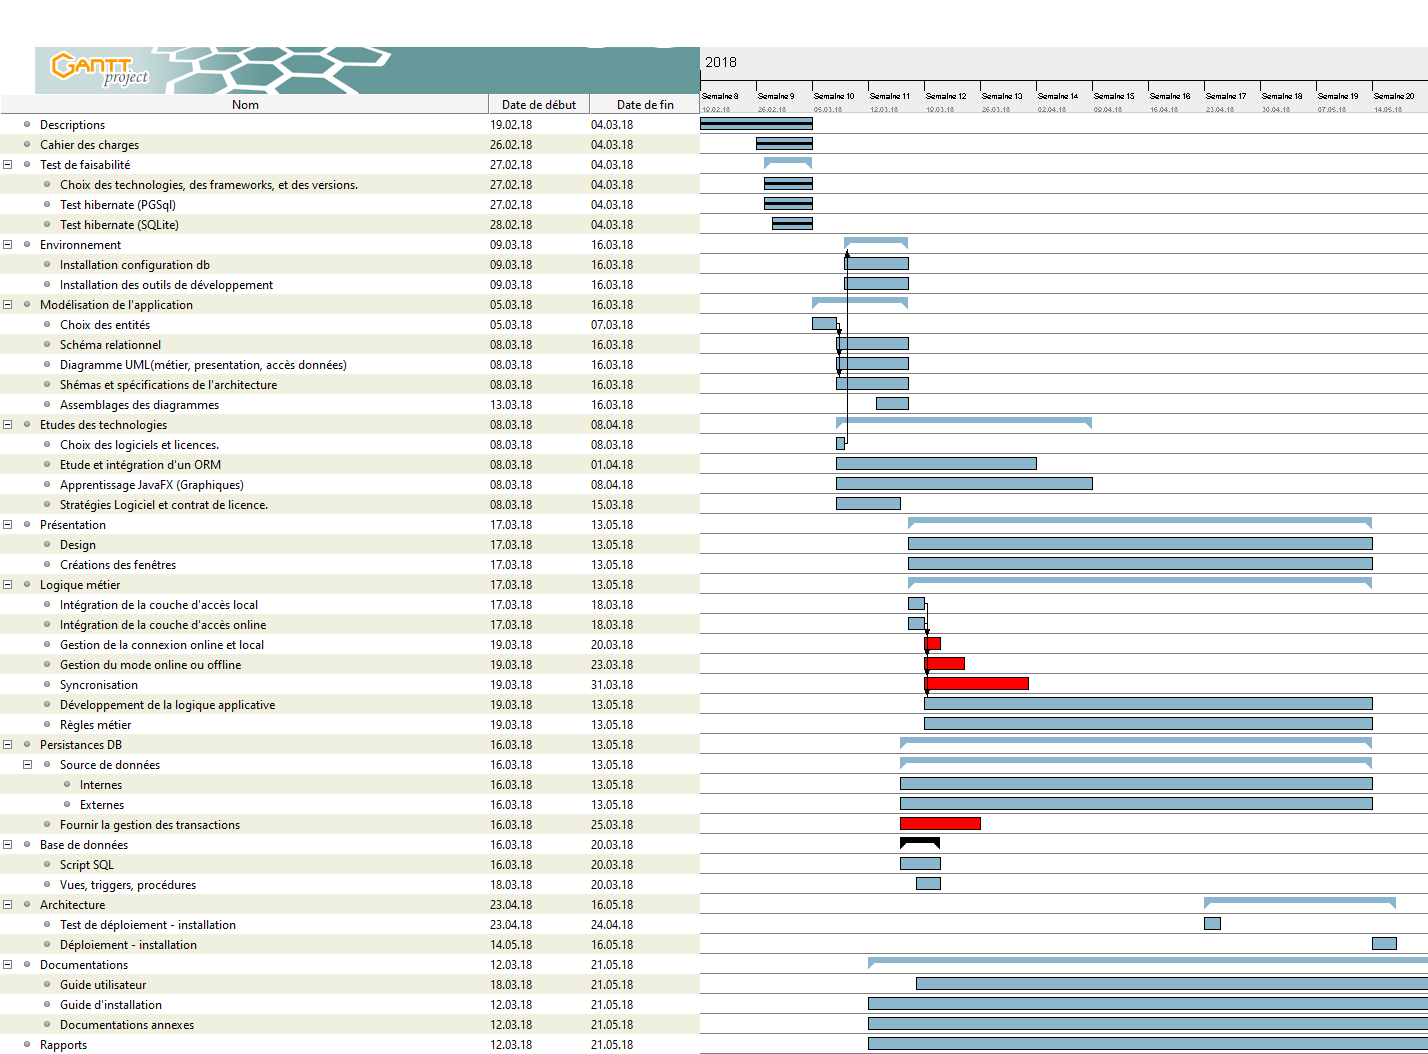 GANTT
project
2018
Semaine 8 Semaine 9 Semaine 10 Semaine 11 Semaine 12 Semaine 13 Semaine 14 Semaine 15 Semaine 16 Semaine 17 Semaine 18 Semaine 19 Semaine 20
Nom Date de début Date de fin 19.02.18 26.02.18 05.03.18 12.03.18 19.03.18 26.03.18 02.04.18 09.04.18 16.04.18 23.04.18 30.04.18 07.05.18 14.05.18
Descriptions 19.02.18 04.03.18
Cahier des charges 26.02.18 04.03.18
Test de faisabilité 27.02.18 04.03.18
Choix des technologies, des frameworks, et des versions. 27.02.18 04.03.18
Test hibernate (PGSql) 27.02.18 04.03.18
Test hibernate (SQLite) 28.02.18 04.03.18
Environnement 09.03.18 16.03.18
Installation configuration db 09.03.18 16.03.18
Installation des outils de développement 09.03.18 16.03.18
Modélisation de l'application 05.03.18 16.03.18
Choix des entités 05.03.18 07.03.18
Schéma relationnel 08.03.18 16.03.18
Diagramme UML(métier, presentation, accès données) 08.03.18 16.03.18
Shémas et spécifications de l'architecture 08.03.18 16.03.18
Assemblages des diagrammes 13.03.18 16.03.18
Etudes des technologies 08.03.18 08.04.18
Choix des logiciels et licences. 08.03.18 08.03.18
Etude et intégration d'un ORM 08.03.18 01.04.18
Apprentissage JavaFX (Graphiques) 08.03.18 08.04.18
Stratégies Logiciel et contrat de licence. 08.03.18 15.03.18
Présentation 17.03.18 13.05.18
Design 17.03.18 13.05.18
Créations des fenêtres 17.03.18 13.05.18
Logique métier 17.03.18 13.05.18
Intégration de la couche d'accès local 17.03.18 18.03.18
Intégration de la couche d'accès online 17.03.18 18.03.18
Gestion de la connexion online et local 19.03.18 20.03.18
Gestion du mode online ou offline 19.03.18 23.03.18
Syncronisation 19.03.18 31.03.18
Développement de la logique applicative 19.03.18 13.05.18
Règles métier 19.03.18 13.05.18
Persistances DB 16.03.18 13.05.18
Source de données 16.03.18 13.05.18
Internes 16.03.18 13.05.18
Externes 16.03.18 13.05.18
Fournir la gestion des transactions 16.03.18 25.03.18
Base de données 16.03.18 20.03.18
Script SQL 16.03.18 20.03.18
Vues, triggers, procédures 18.03.18 20.03.18
Architecture 23.04.18 16.05.18
Test de déploiement - installation 23.04.18 24.04.18
Déploiement - installation 14.05.18 16.05.18
Documentations 12.03.18 21.05.18
Guide utilisateur 18.03.18 21.05.18
Guide d'installation 12.03.18 21.05.18
Documentations annexes 12.03.18 21.05.18
Rapports 12.03.18 21.05.18